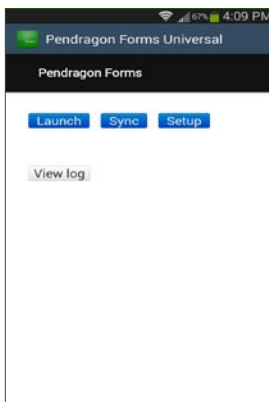 67% 4:09 PM
Pendragon Forms Universal
Pendragon Forms
Launch Sync Setup
View log